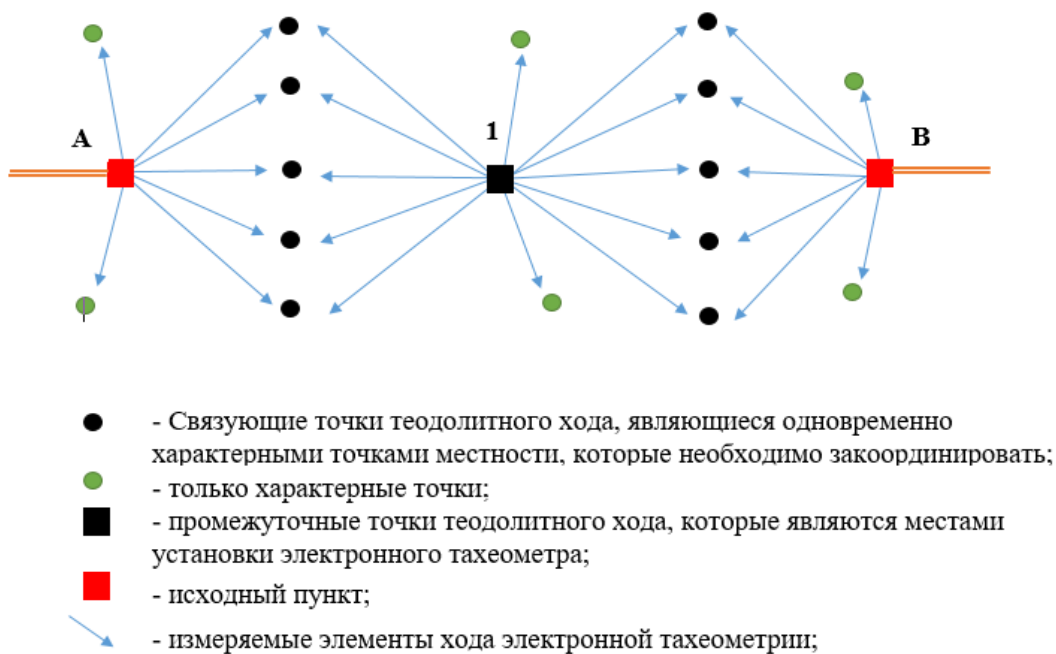 А
1
В
- Связующие точки теодолитного хода, являющиеся одновременно
характерными точками местности, которые необходимо закоординировать;
- только характерные точки;
- промежуточные точки теодолитного хода, которые являются местами
установки электронного тахеометра;
- исходный пункт;
- измеряемые элементы хода электронной тахеометрии;